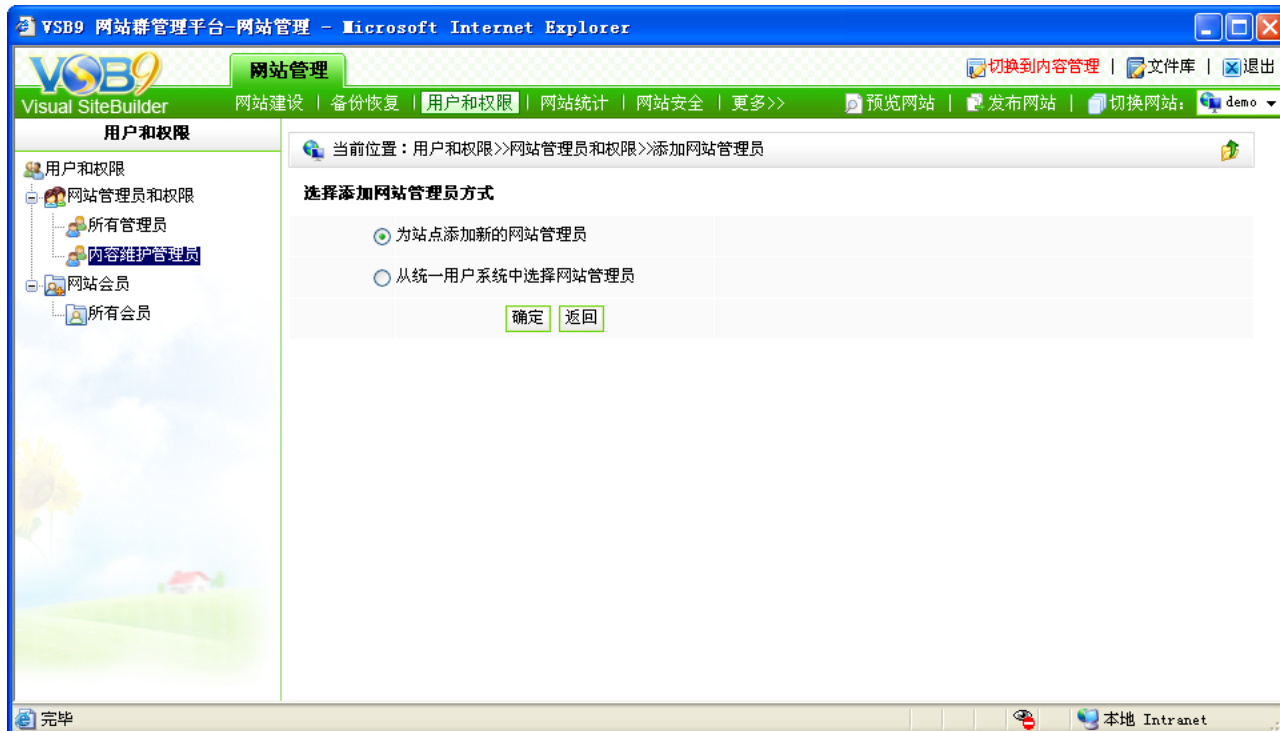 VSB9 网站群管理平台-网站管理 - Microsoft Internet Explorer
VSB9
Visual SiteBuilder
网站管理
切换到内容管理 | 文件库 | 退出
网站建设 | 备份恢复 | 用户和权限 | 网站统计 | 网站安全 | 更多>> 预览网站 | 发布网站 | 切换网站: demo
用户和权限
用户和权限
网站管理员和权限
所有管理员
内容维护管理员
网站会员
所有会员
当前位置:用户和权限>>网站管理员和权限>>添加网站管理员
选择添加网站管理员方式
为站点添加新的网站管理员
从统一用户系统中选择网站管理员
确定 返回
完毕
本地 Intranet